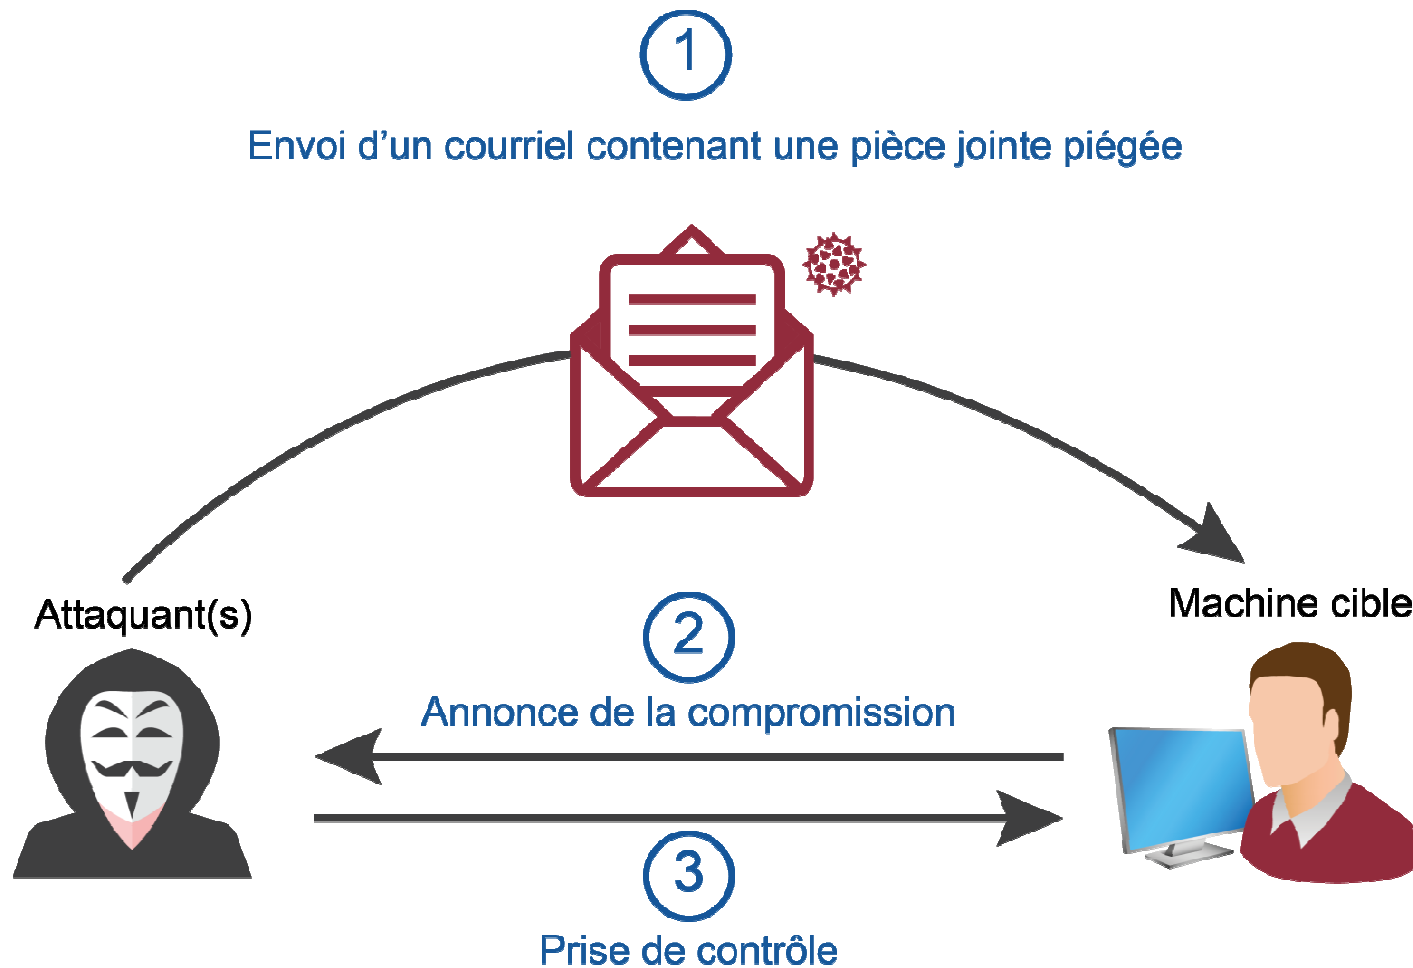 1
Envoi d’un courriel contenant une pièce jointe piégée
Attaquant(s)
Machine cible
2
Annonce de la compromission
3
Prise de contrôle